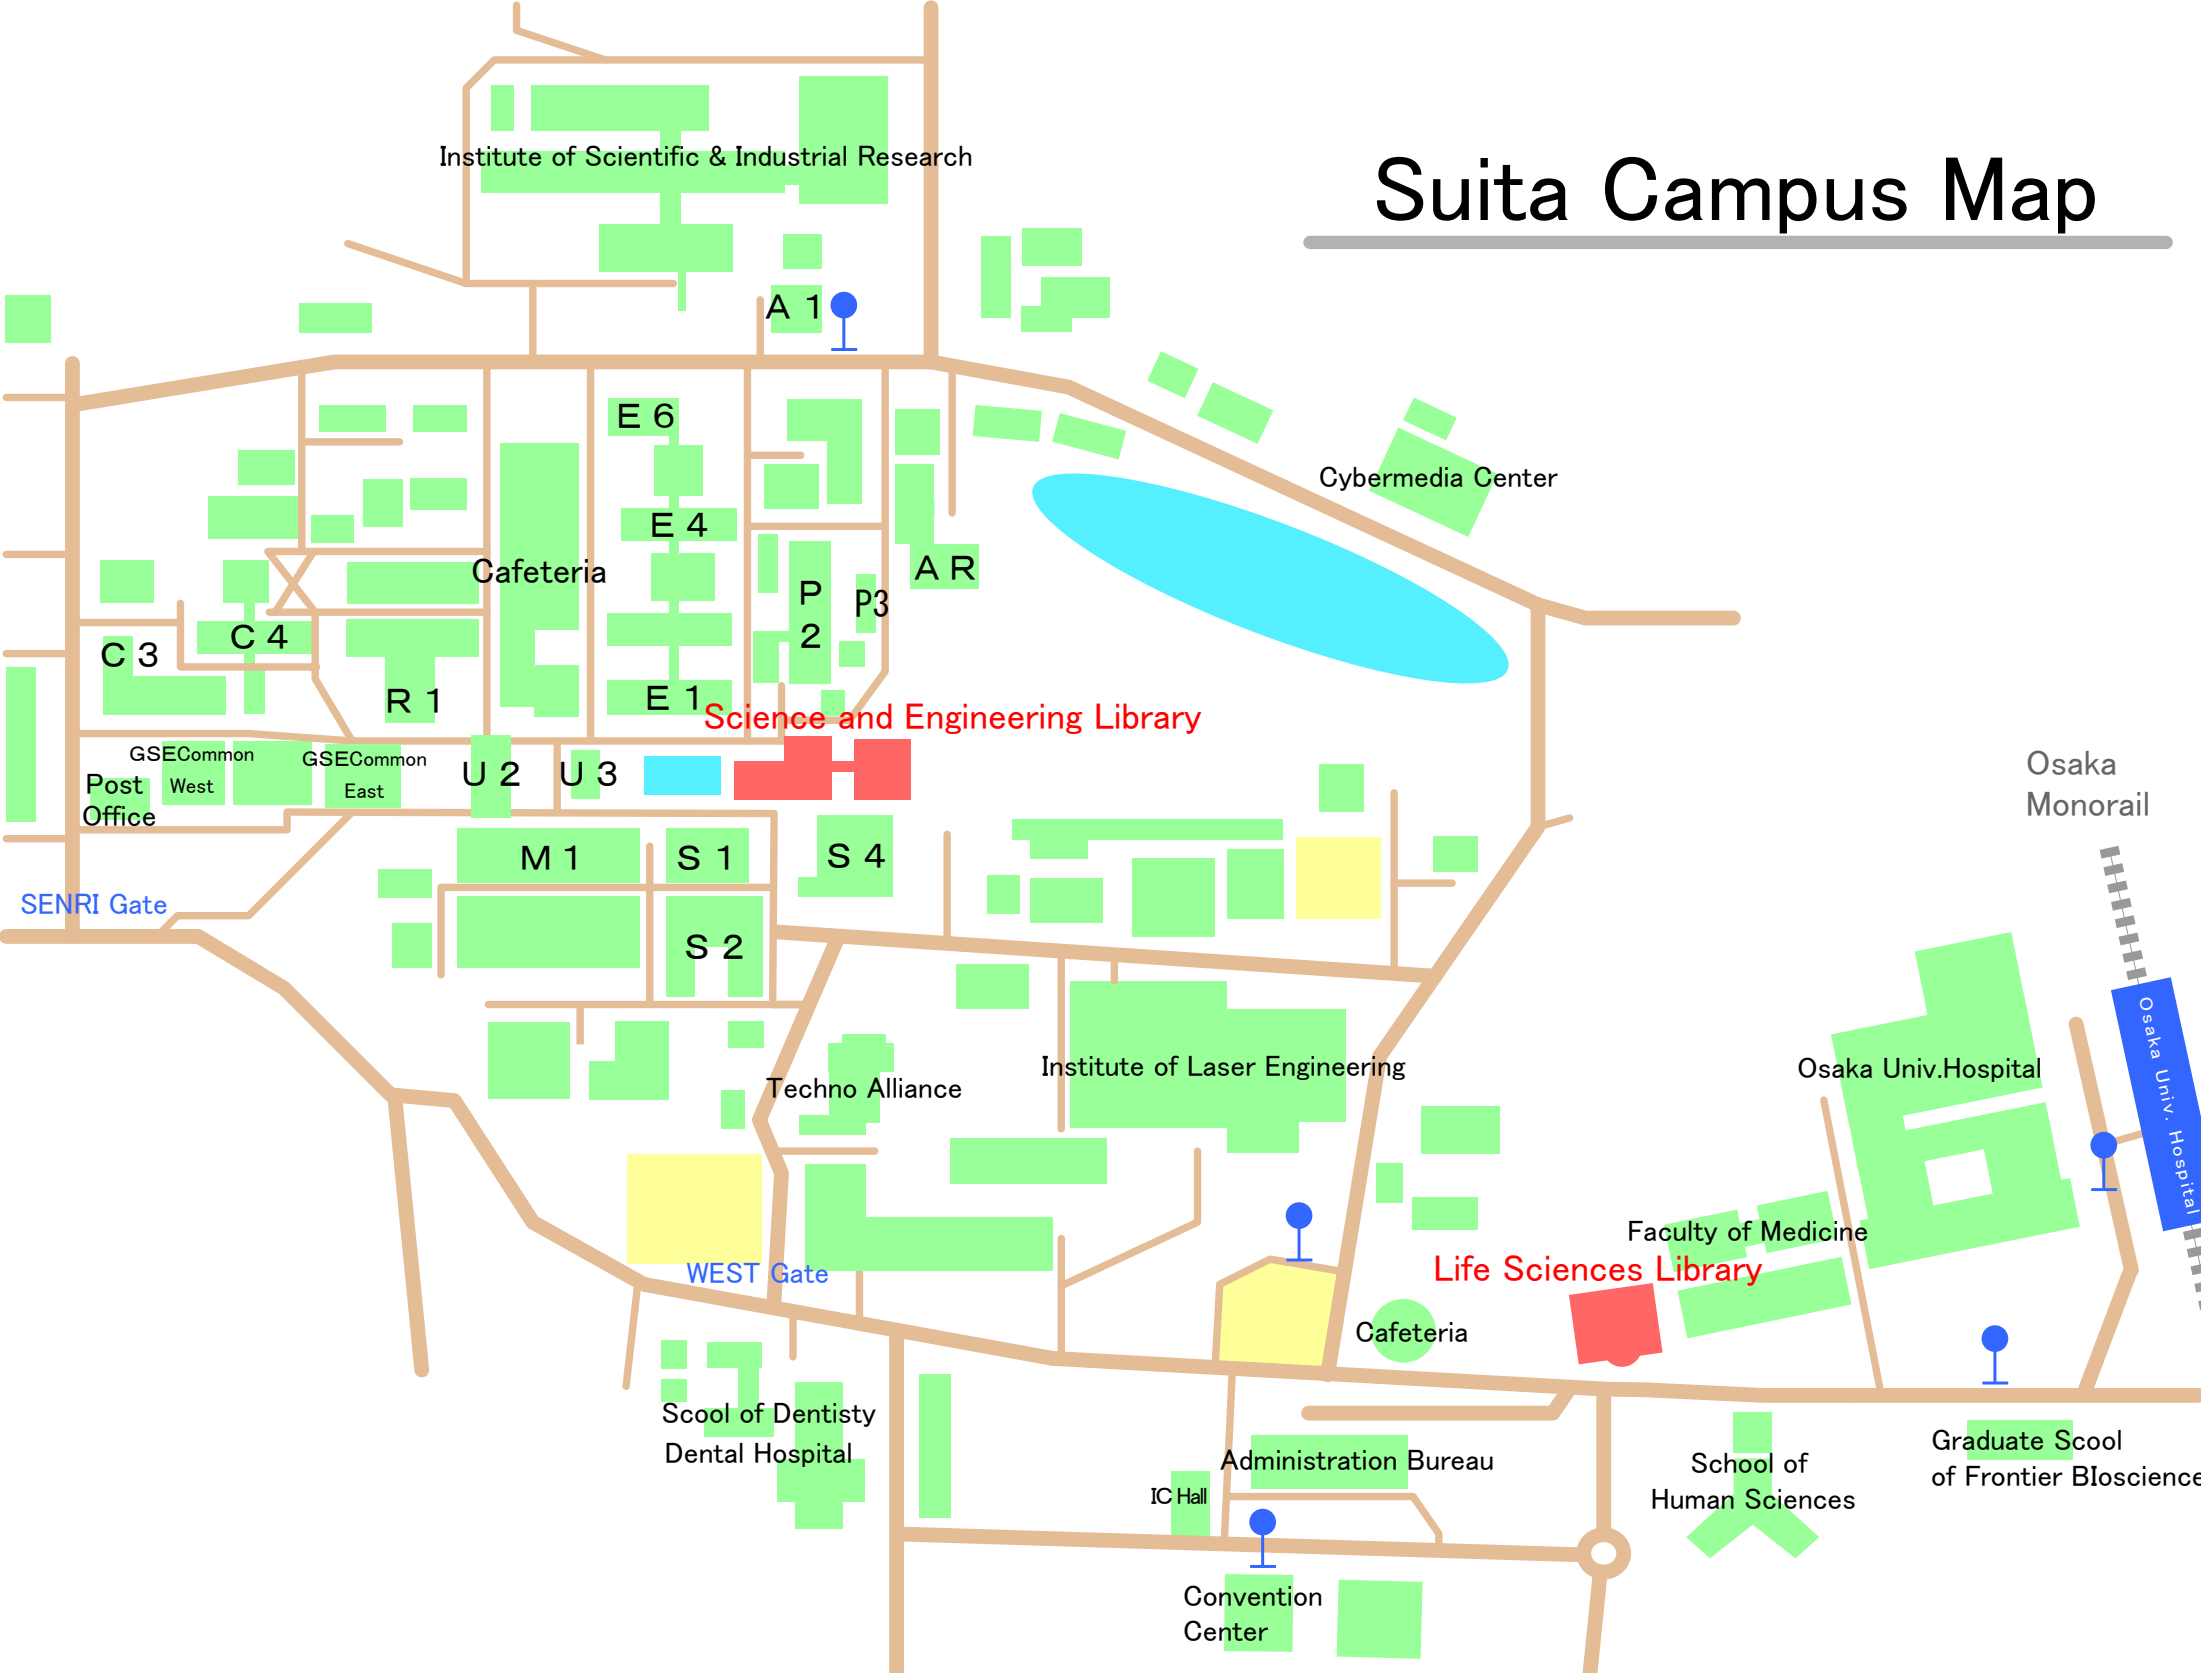 Suita Campus Map
Institute of Scientific & Industrial Research
A 1
E 6
Cybermedia Center
E 4
Cafeteria
A R
P
2
P3
C 3
C 4
R 1
E 1
Science and Engineering Library
GSECommon
West
GSECommon
East
Post
Office
U 2
U 3
Osaka
Monorail
M 1
S 1
S 4
SENRI Gate
S 2
Osaka Univ. Hospital
Institute of Laser Engineering
Osaka Univ.Hospital
Techno Alliance
Faculty of Medicine
WEST Gate
Life Sciences Library
Cafeteria
Scool of Dentisty
Dental Hospital
Administration Bureau
School of
Human Sciences
Graduate Scool
of Frontier BIoscience
IC Hall
Convention
Center